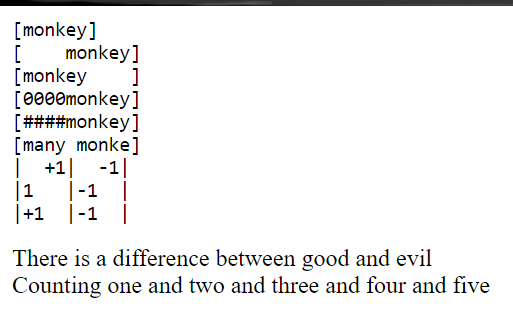 [monkey]
[    monkey]
[monkey    ]
[0000monkey]
[####monkey]
[many monke]
|  +1|  -1|
|1   |-1  |
|+1  |-1  |
There is a difference between good and evil
Counting one and two and three and four and five